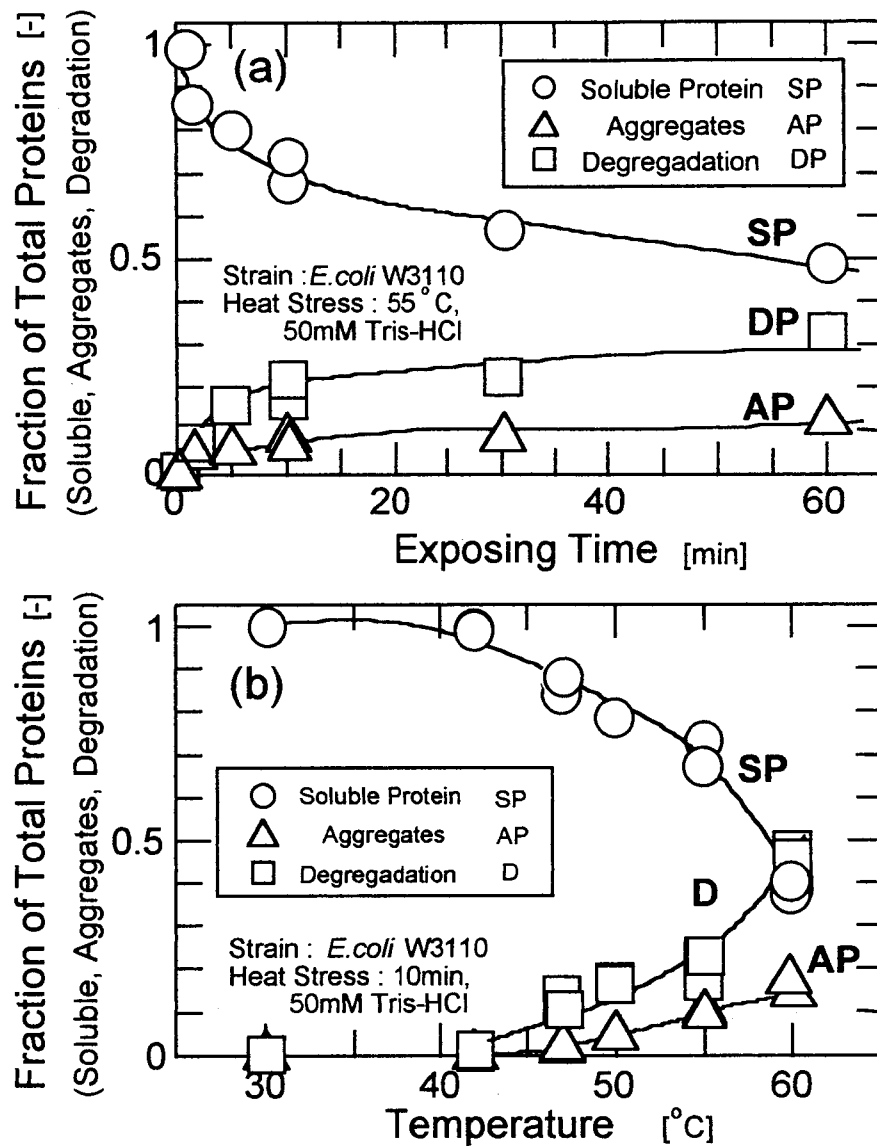 Fraction of Total Proteins [-]
(Soluble, Aggregates, Degradation)
1
0.5
0
(a)
Soluble Protein SP
Aggregates AP
Degregadation DP
Strain : E.coli W3110
Heat Stress : 55°C,
50mM Tris-HCl
SP
DP
AP
0 20 40 60
Exposing Time [min]
Fraction of Total Proteins [-]
(Soluble, Aggregates, Degradation)
1
0.5
0
(b)
Soluble Protein SP
Aggregates AP
Degregadation D
Strain : E.coli W3110
Heat Stress : 10min,
50mM Tris-HCl
SP
D
AP
30 40 50 60
Temperature [°C]